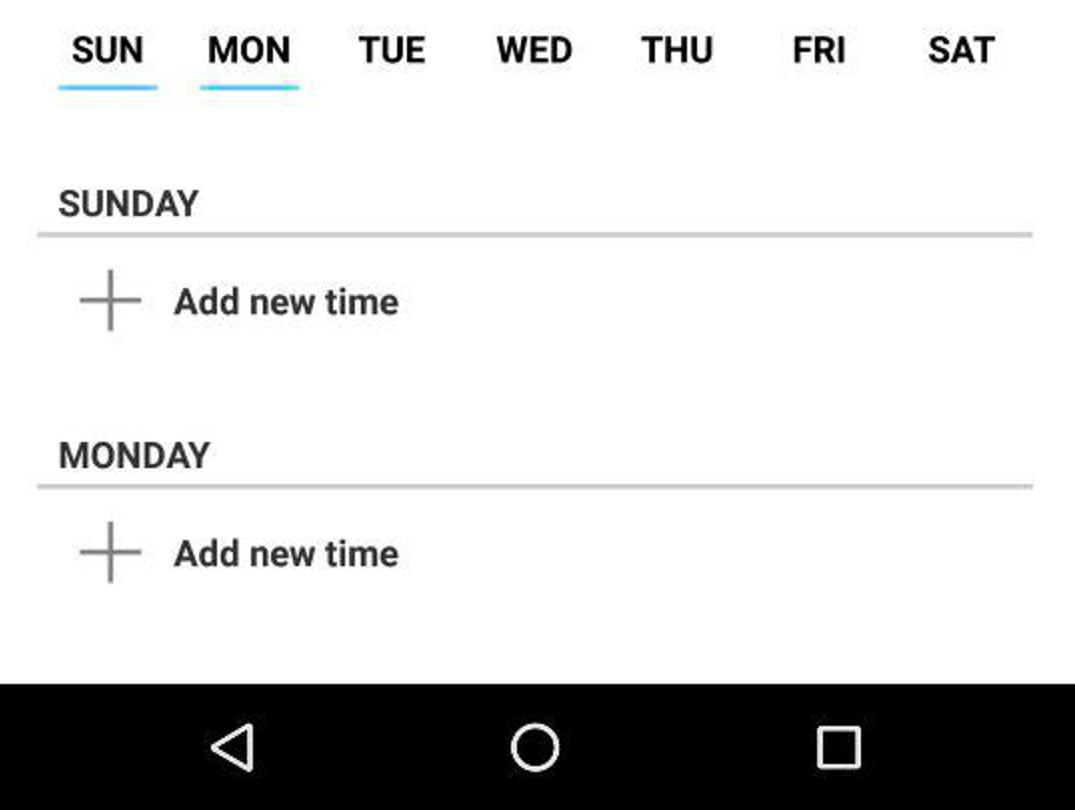 SUN MON TUE WED THU FRI SAT
SUNDAY
Add new time
MONDAY
Add new time